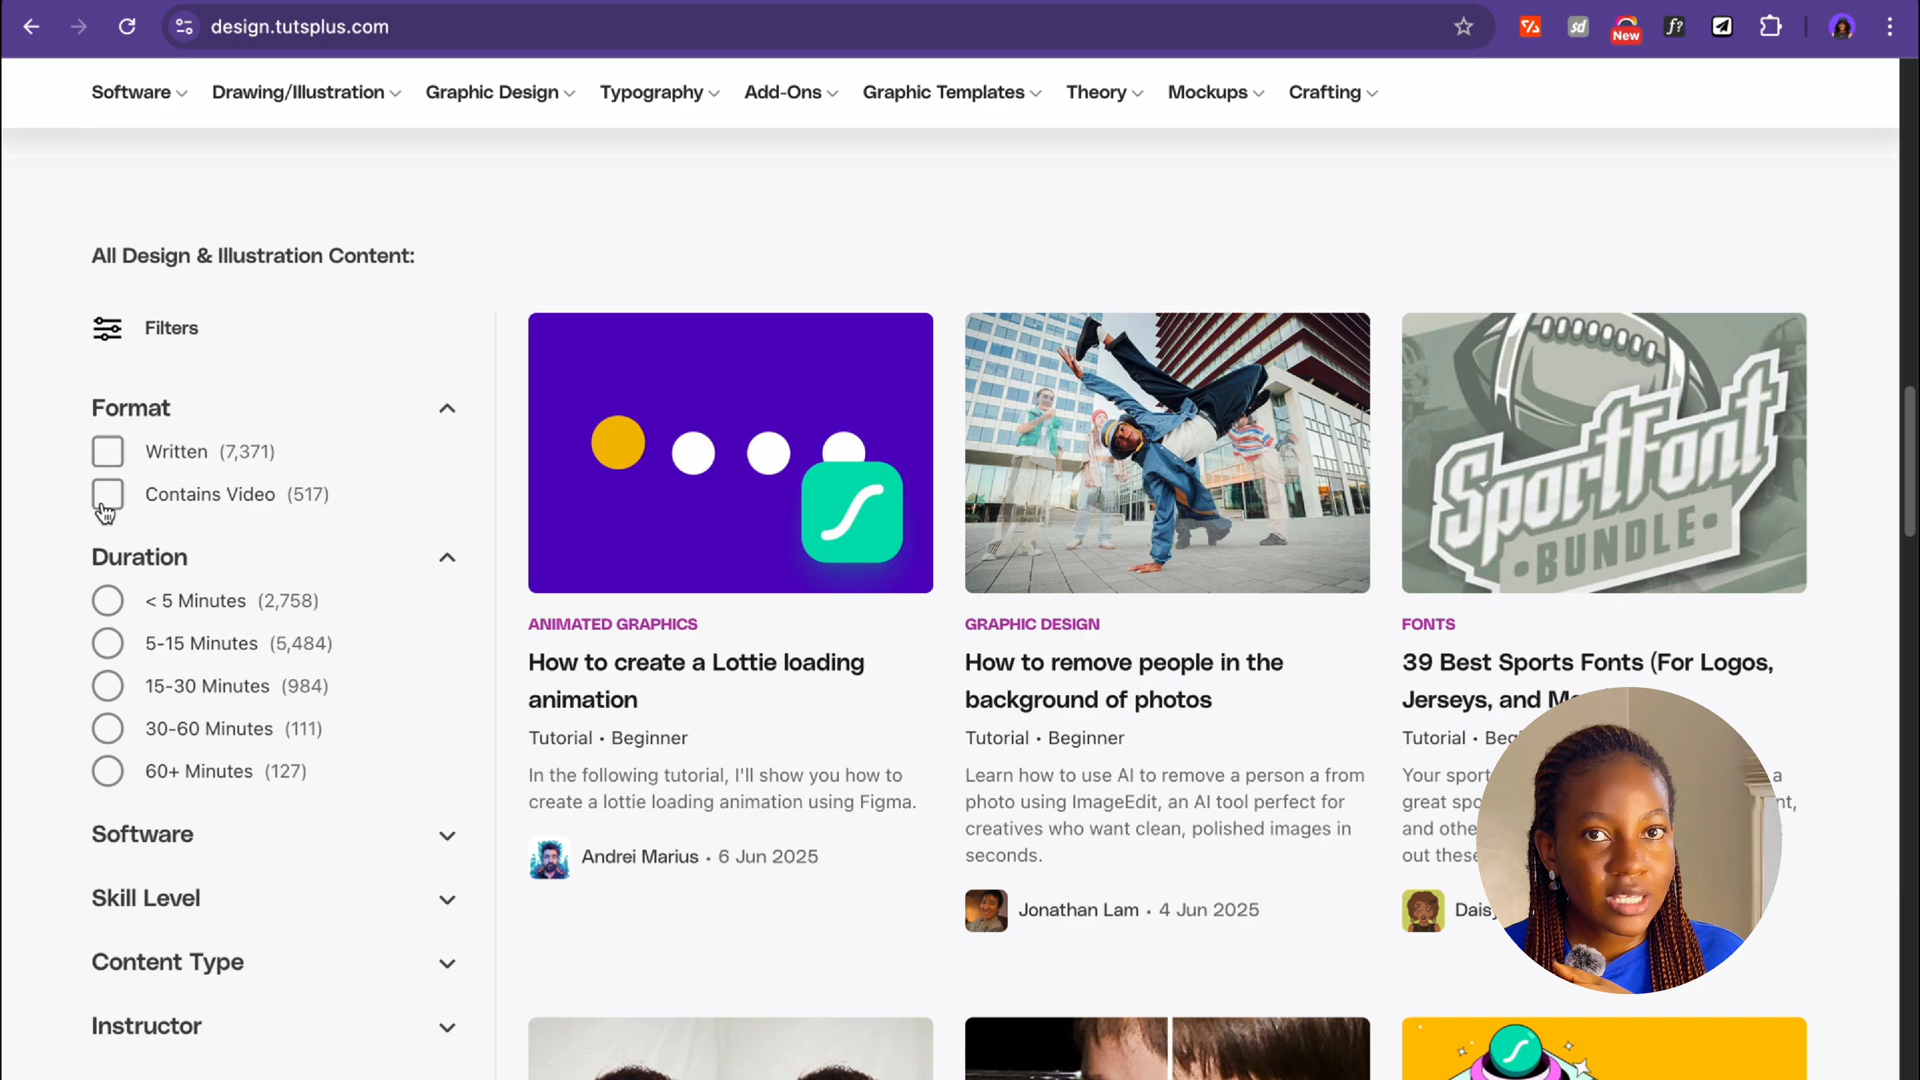 design.tutsplus.com
New
Software
Drawing/Illustration
Graphic Design
Typography
Add-Ons
Graphic Templates
Theory
Mockups
Crafting
All Design & Illustration Content:
Filters
Format
Written (7,371)
Contains Video (517)
Duration
< 5 Minutes (2,758)
5-15 Minutes (5,484)
15-30 Minutes (984)
30-60 Minutes (111)
60+ Minutes (127)
Software
Skill Level
Content Type
Instructor
ANIMATED GRAPHICS
How to create a Lottie loading
animation
Tutorial • Beginner
In the following tutorial, I'll show you how to
create a lottie loading animation using Figma.
Andrei Marius • 6 Jun 2025
GRAPHIC DESIGN
How to remove people in the
background of photos
Tutorial • Beginner
Learn how to use AI to remove a person a from
photo using ImageEdit, an AI tool perfect for
creatives who want clean, polished images in
seconds.
Jonathan Lam • 4 Jun 2025
SportFont
• BUNDLE •
FONTS
39 Best Sports Fonts (For Logos,
Jerseys, and
Tutorial •
Your
great
and
out